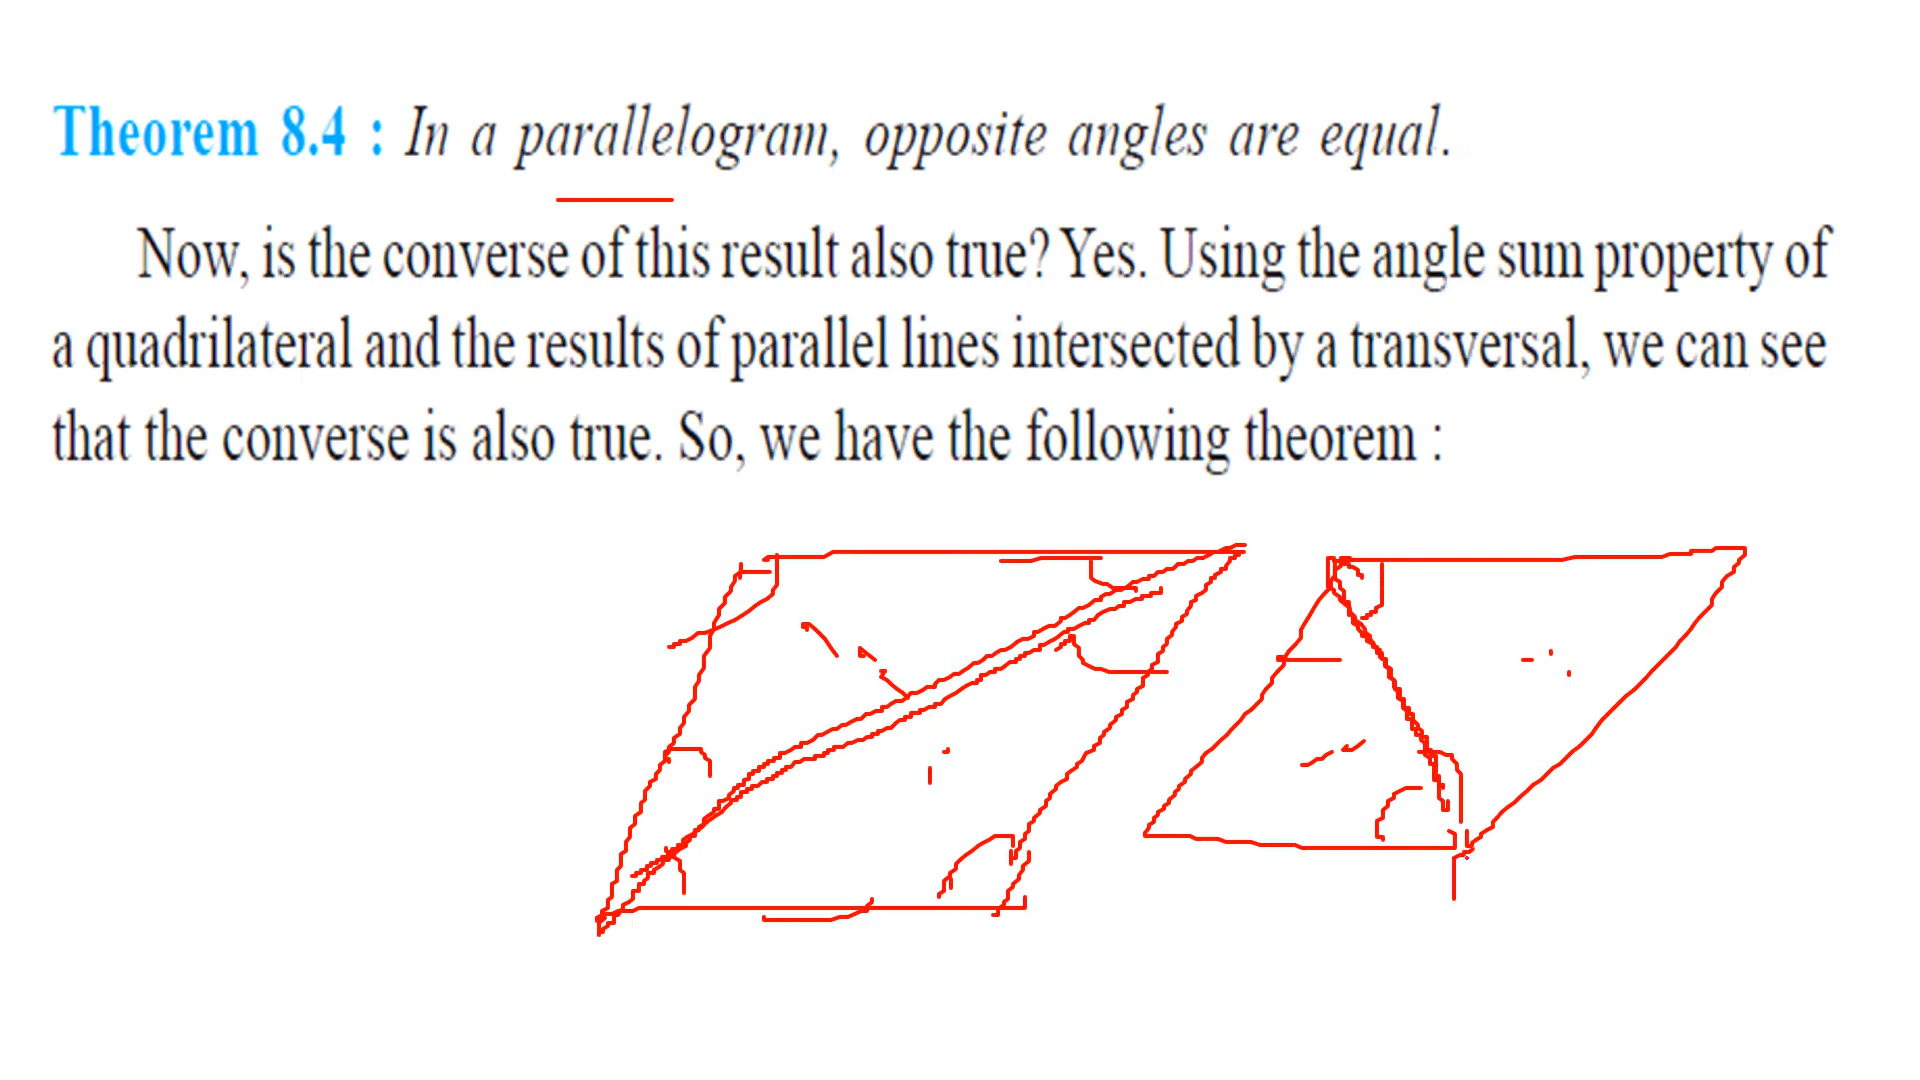 Theorem 8.4 : In a parallelogram, opposite angles are equal.
Now, is the converse of this result also true? Yes. Using the angle sum property of
a quadrilateral and the results of parallel lines intersected by a transversal, we can see
that the converse is also true. So, we have the following theorem :